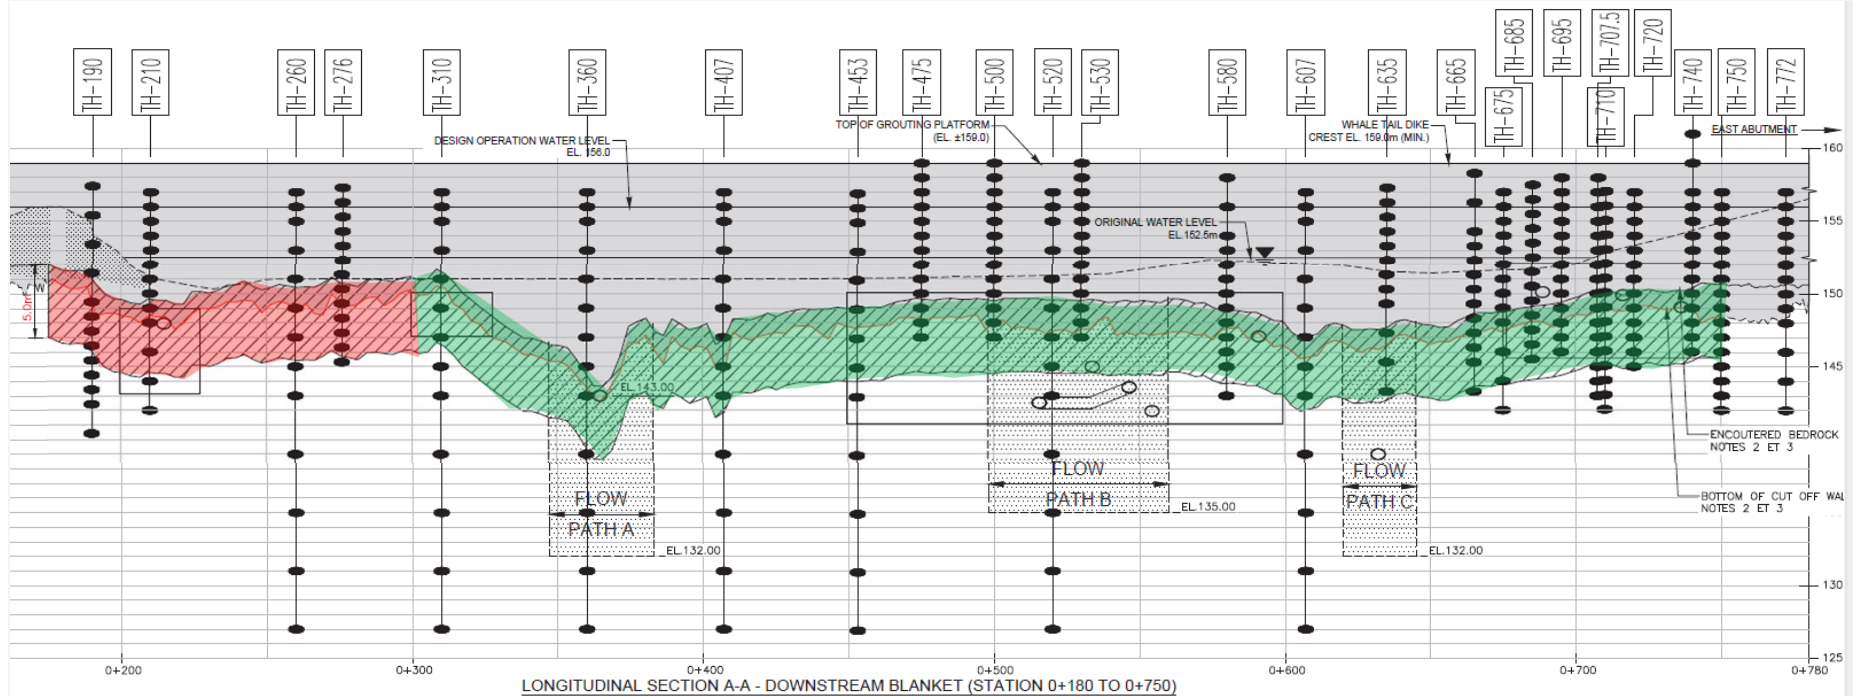 TH-190
TH-210
TH-260
TH-276
TH-310
TH-360
TH-407
TH-453
TH-475
TH-500
TH-520
TH-530
TH-580
TH-607
TH-635
TH-665
TH-675
TH-685
TH-695
TH-707.5
TH-710
TH-720
TH-740
TH-750
TH-772
DESIGN OPERATION WATER LEVEL
EL. 156.0
TOP OF GROUTING PLATFORM
(EL. ±159.0)
WHALE TAIL DIKE
CREST EL. 159.0m (MIN.)
EAST ABUTMENT
ORIGINAL WATER LEVEL
EL.152.5m
160
155
150
145
130
125
5.0m
EL.143.00
ENCOUTERED BEDROCK
NOTES 2 ET 3
BOTTOM OF CUT OFF WAL
NOTES 2 ET 3
FLOW
PATH A
EL.132.00
FLOW
PATH B
EL.135.00
FLOW
PATH C
EL.132.00
0+200
0+300
0+400
0+500
0+600
0+700
0+780
LONGITUDINAL SECTION A-A - DOWNSTREAM BLANKET (STATION 0+180 TO 0+750)